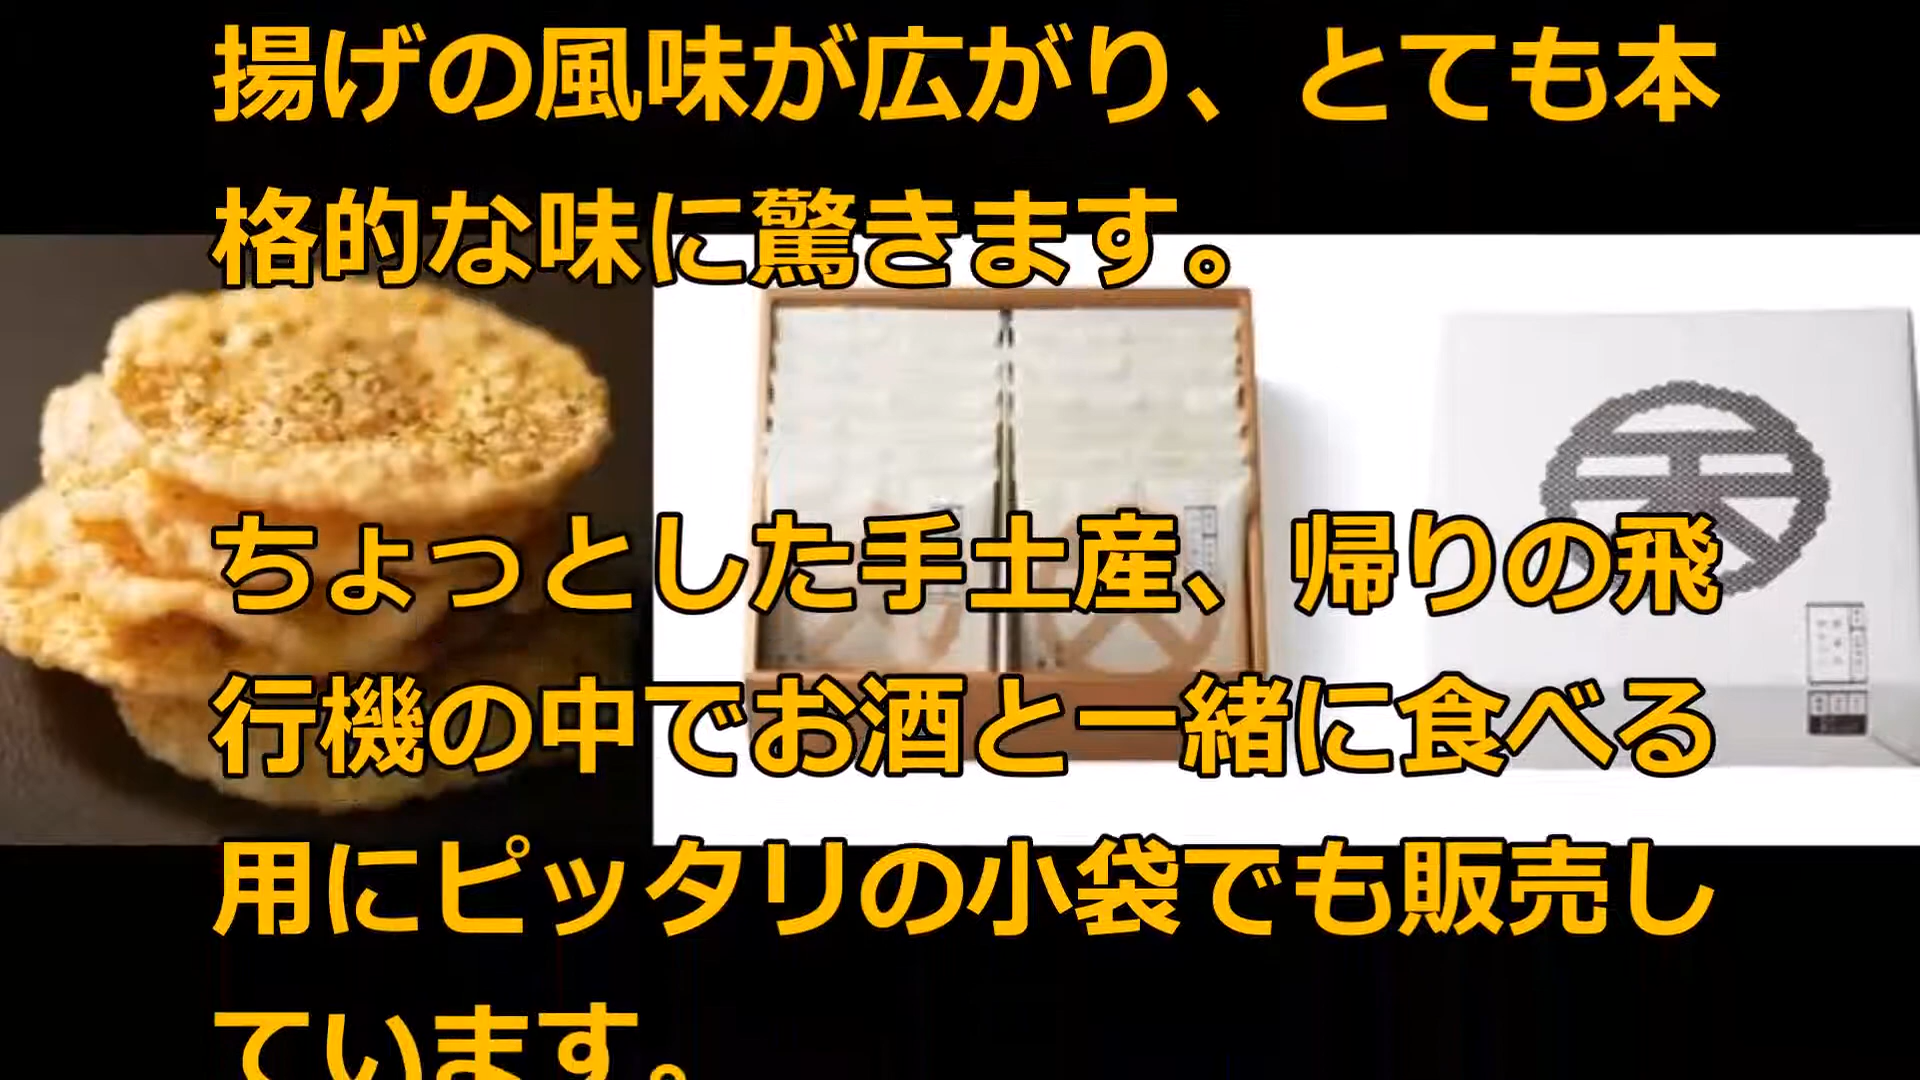 揚げの風味が広がり、とても本
格的な味に驚きます。
ちょっとした手土産、帰りの飛
行機の中でお酒と一緒に食べる
用にピッタリの小袋でも販売し
ています。
天